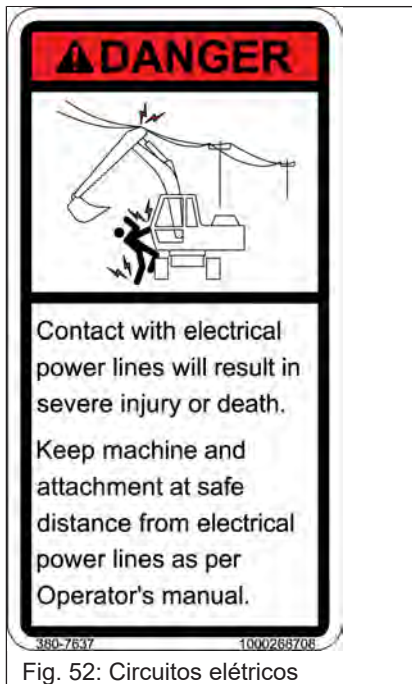 DANGER
Contact with electrical
power lines will result in
severe injury or death.
Keep machine and
attachment at safe
distance from electrical
power lines as per
Operator's manual.
380-7637 1000268708
Fig. 52: Circuitos elétricos